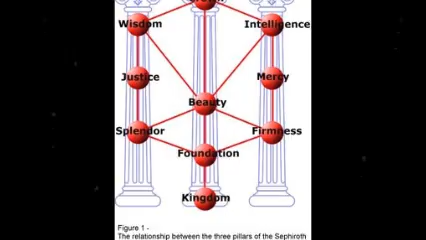 Wisdom
Intelligence
Justice
Mercy
Beauty
Splendor
Firmness
Foundation
Kingdom
Figure 1 -
The relationship between the three pillars of the Sephiroth